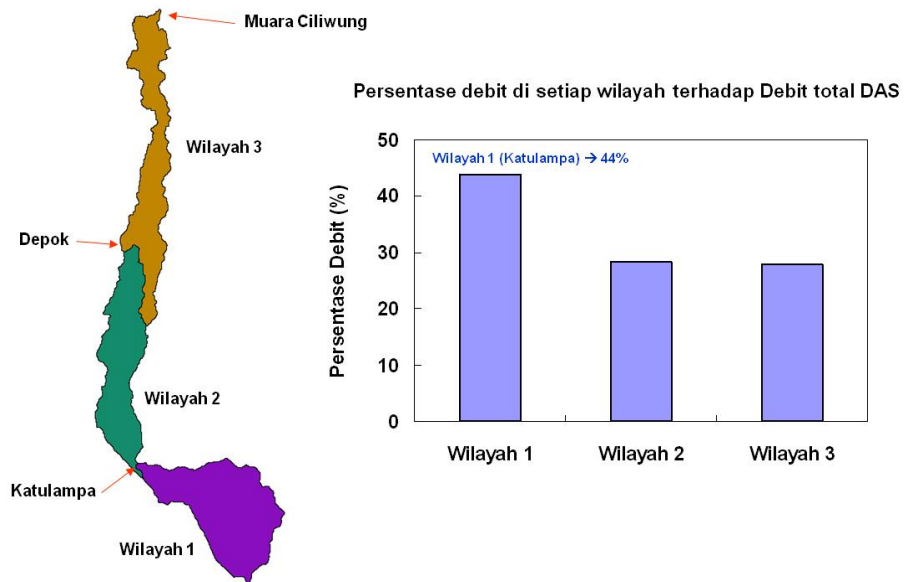 Muara Ciliwung
Wilayah 3
Depok
Wilayah 2
Katulampa
Wilayah 1
Persentase debit di setiap wilayah terhadap Debit total DAS
Wilayah 1 (Katulampa) → 44%
Persentase Debit (%)
50
40
30
20
10
0
Wilayah 1
Wilayah 2
Wilayah 3